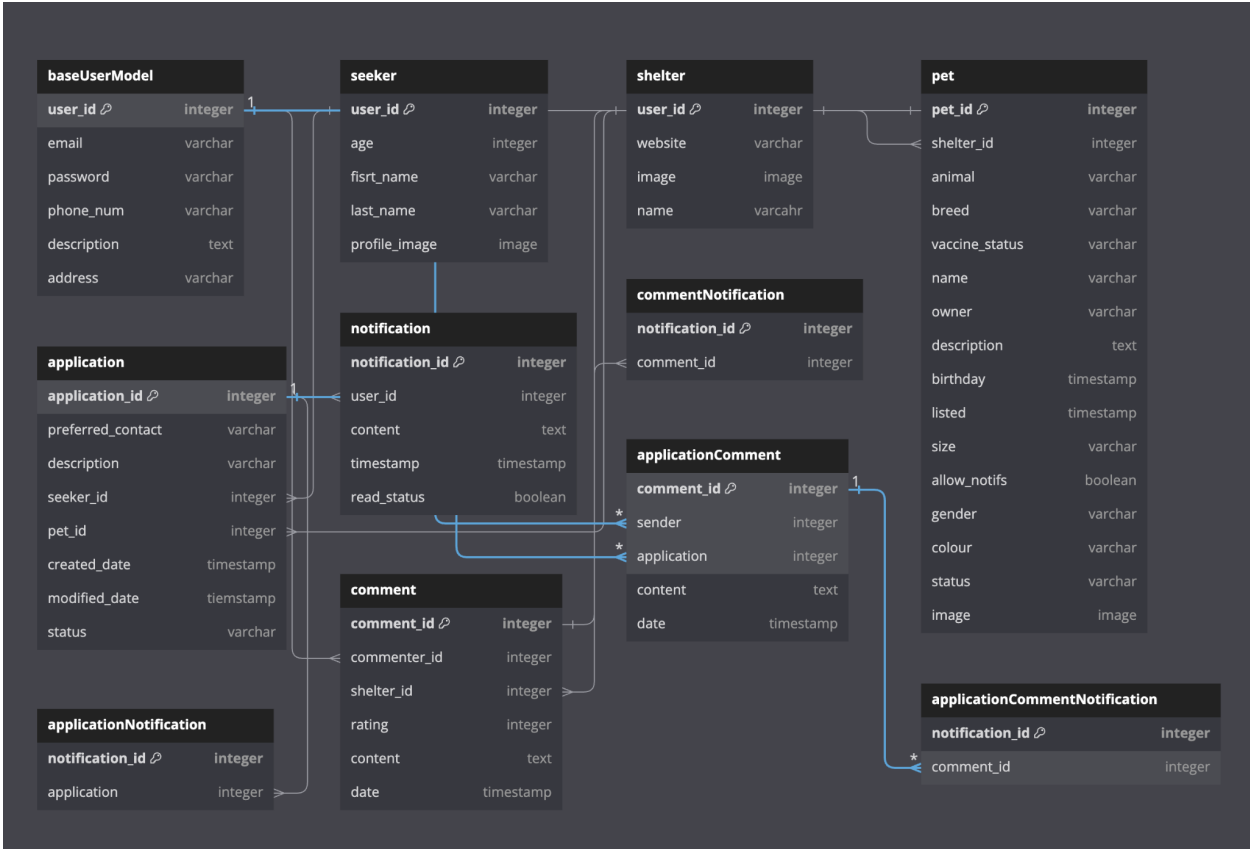 baseUserModel
user_id integer
email varchar
password varchar
phone_num varchar
description text
address varchar
1
seeker
user_id integer
age integer
fisrt_name varchar
last_name varchar
profile_image image
shelter
user_id integer
website varchar
image image
name varcahr
pet
pet_id integer
shelter_id integer
animal varchar
breed varchar
vaccine_status varchar
name varchar
owner varchar
description text
birthday timestamp
listed timestamp
size varchar
allow_notifs boolean
gender varchar
colour varchar
status varchar
image image
application
application_id integer
preferred_contact varchar
description varchar
seeker_id integer
pet_id integer
created_date timestamp
modified_date tiemstamp
status varchar
1
notification
notification_id integer
user_id integer
content text
timestamp timestamp
read_status boolean
commentNotification
notification_id integer
comment_id integer
applicationComment
comment_id integer
* sender integer
* application integer
content text
date timestamp
1
comment
comment_id integer
commenter_id integer
shelter_id integer
rating integer
content text
date timestamp
applicationNotification
notification_id integer
application integer
applicationCommentNotification
notification_id integer
* comment_id integer